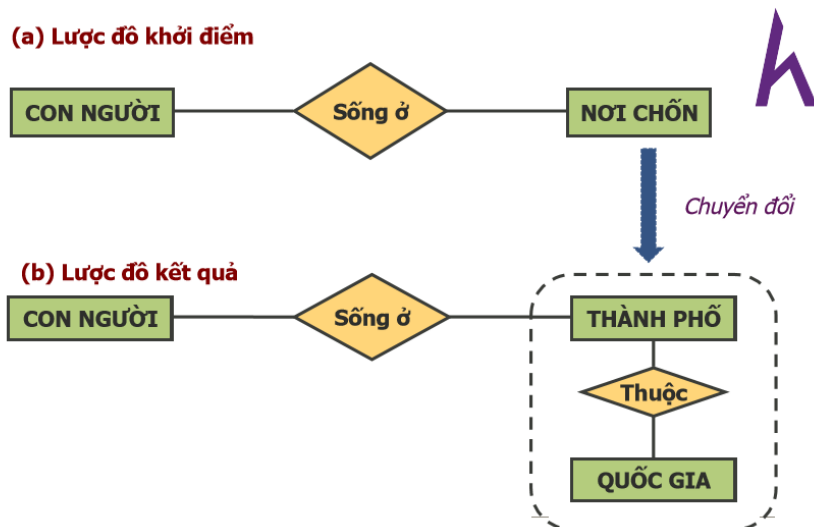 (a) Lược đồ khởi điểm
CON NGƯỜI
Sống ở
NƠI CHỐN
Chuyển đổi
(b) Lược đồ kết quả
CON NGƯỜI
Sống ở
THÀNH PHỐ
Thuộc
QUỐC GIA